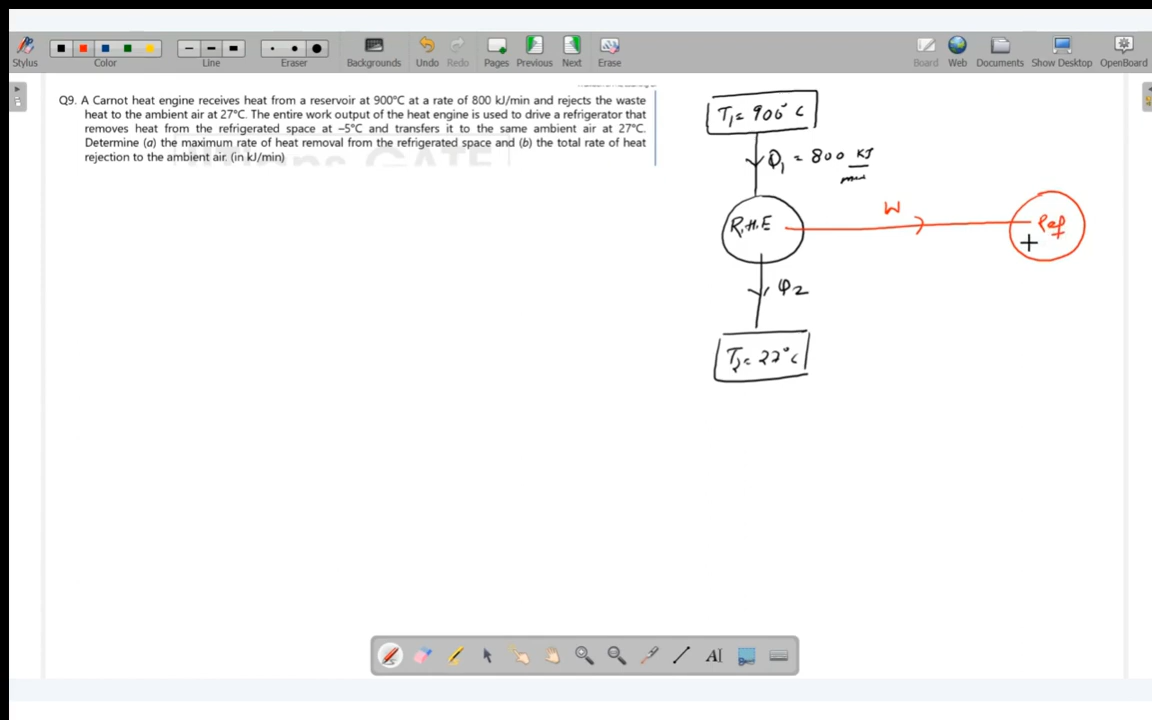 Stylus
Color
Line
Eraser
Backgrounds
Undo
Redo
Pages
Previous
Next
Erase
Board
Web
Documents
Show Desktop
OpenBoard
Q9. A Carnot heat engine receives heat from a reservoir at 900°C at a rate of 800 kJ/min and rejects the waste
heat to the ambient air at 27°C. The entire work output of the heat engine is used to drive a refrigerator that
removes heat from the refrigerated space at –5°C and transfers it to the same ambient air at 27°C.
Determine (a) the maximum rate of heat removal from the refrigerated space and (b) the total rate of heat
rejection to the ambient air. (in kJ/min)
T₁ = 900°C
Q₁ = 800 KJ
min
R.H.E
W
Ref
Q2
T₂ = 27°C
AI